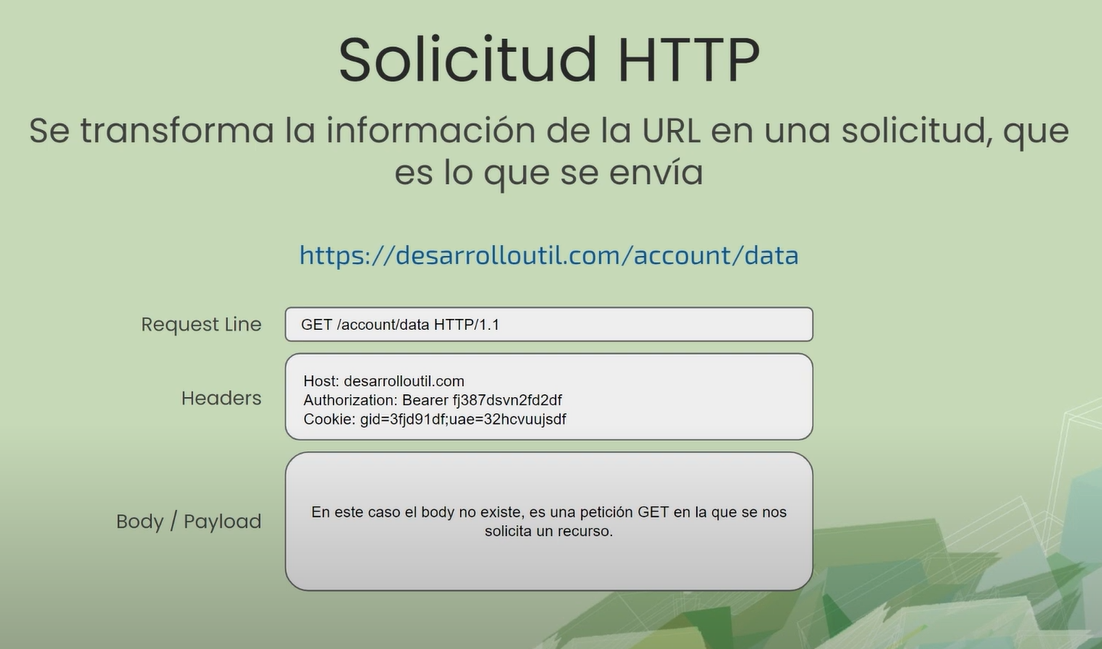 Solicitud HTTP
Se transforma la información de la URL en una solicitud, que
es lo que se envía
https://desarrolloutil.com/account/data
Request Line
GET /account/data HTTP/1.1
Headers
Host: desarrolloutil.com
Authorization: Bearer fj387dsvn2fd2df
Cookie: gid=3fjd91df;uae=32hcvuujsdf
Body / Payload
En este caso el body no existe, es una petición GET en la que se nos
solicita un recurso.